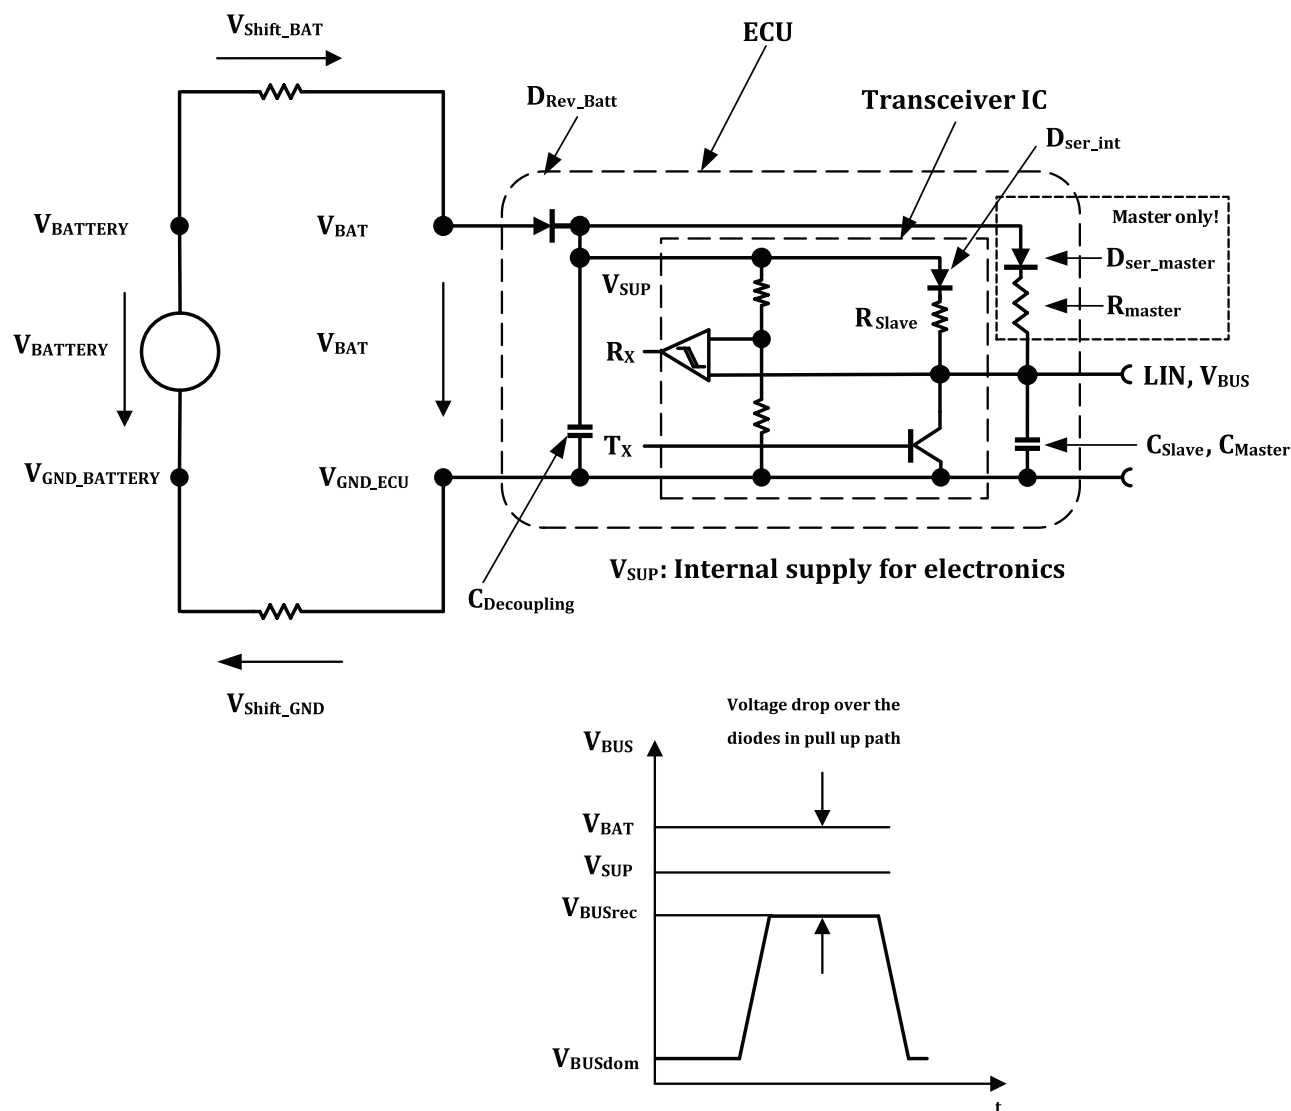 VShift_BAT
ECU
DRev_Batt
Transceiver IC
Dser_int
Master only!
VBATTERY
VBAT
Dser_master
VSUP
Rmaster
RSlave
VBATTERY
VBAT
RX
LIN, VBUS
TX
CSlave, CMaster
VGND_BATTERY
VGND_ECU
VSUP: Internal supply for electronics
CDecoupling
VShift_GND
Voltage drop over the
diodes in pull up path
VBUS
VBAT
VSUP
VBUSrec
VBUSdom
t